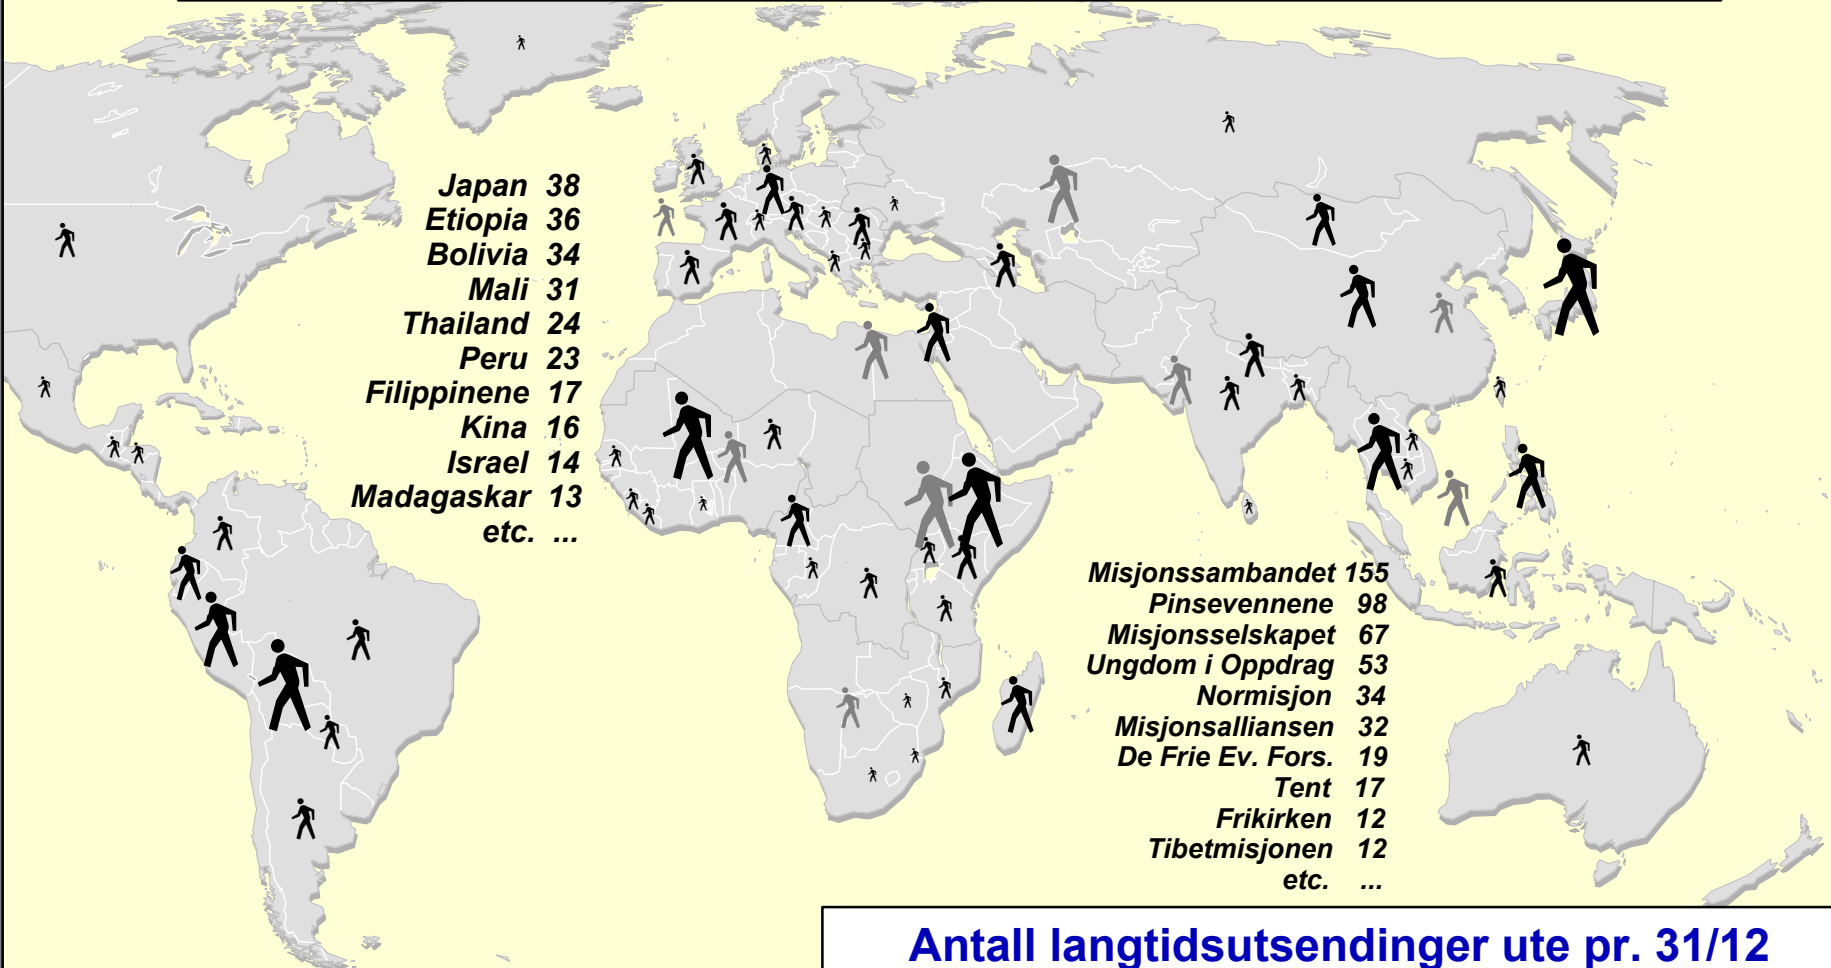 Japan 38
Etiopia 36
Bolivia 34
Mali 31
Thailand 24
Peru 23
Filippinene 17
Kina 16
Israel 14
Madagaskar 13
etc. ...
Misjonssambandet 155
Pinsevennene 98
Misjonsselskapet 67
Ungdom i Oppdrag 53
Normisjon 34
Misjonsalliansen 32
De Frie Ev. Fors. 19
Tent 17
Frikirken 12
Tibetmisjonen 12
etc. ...
Antall langtidsutsendinger ute pr. 31/12